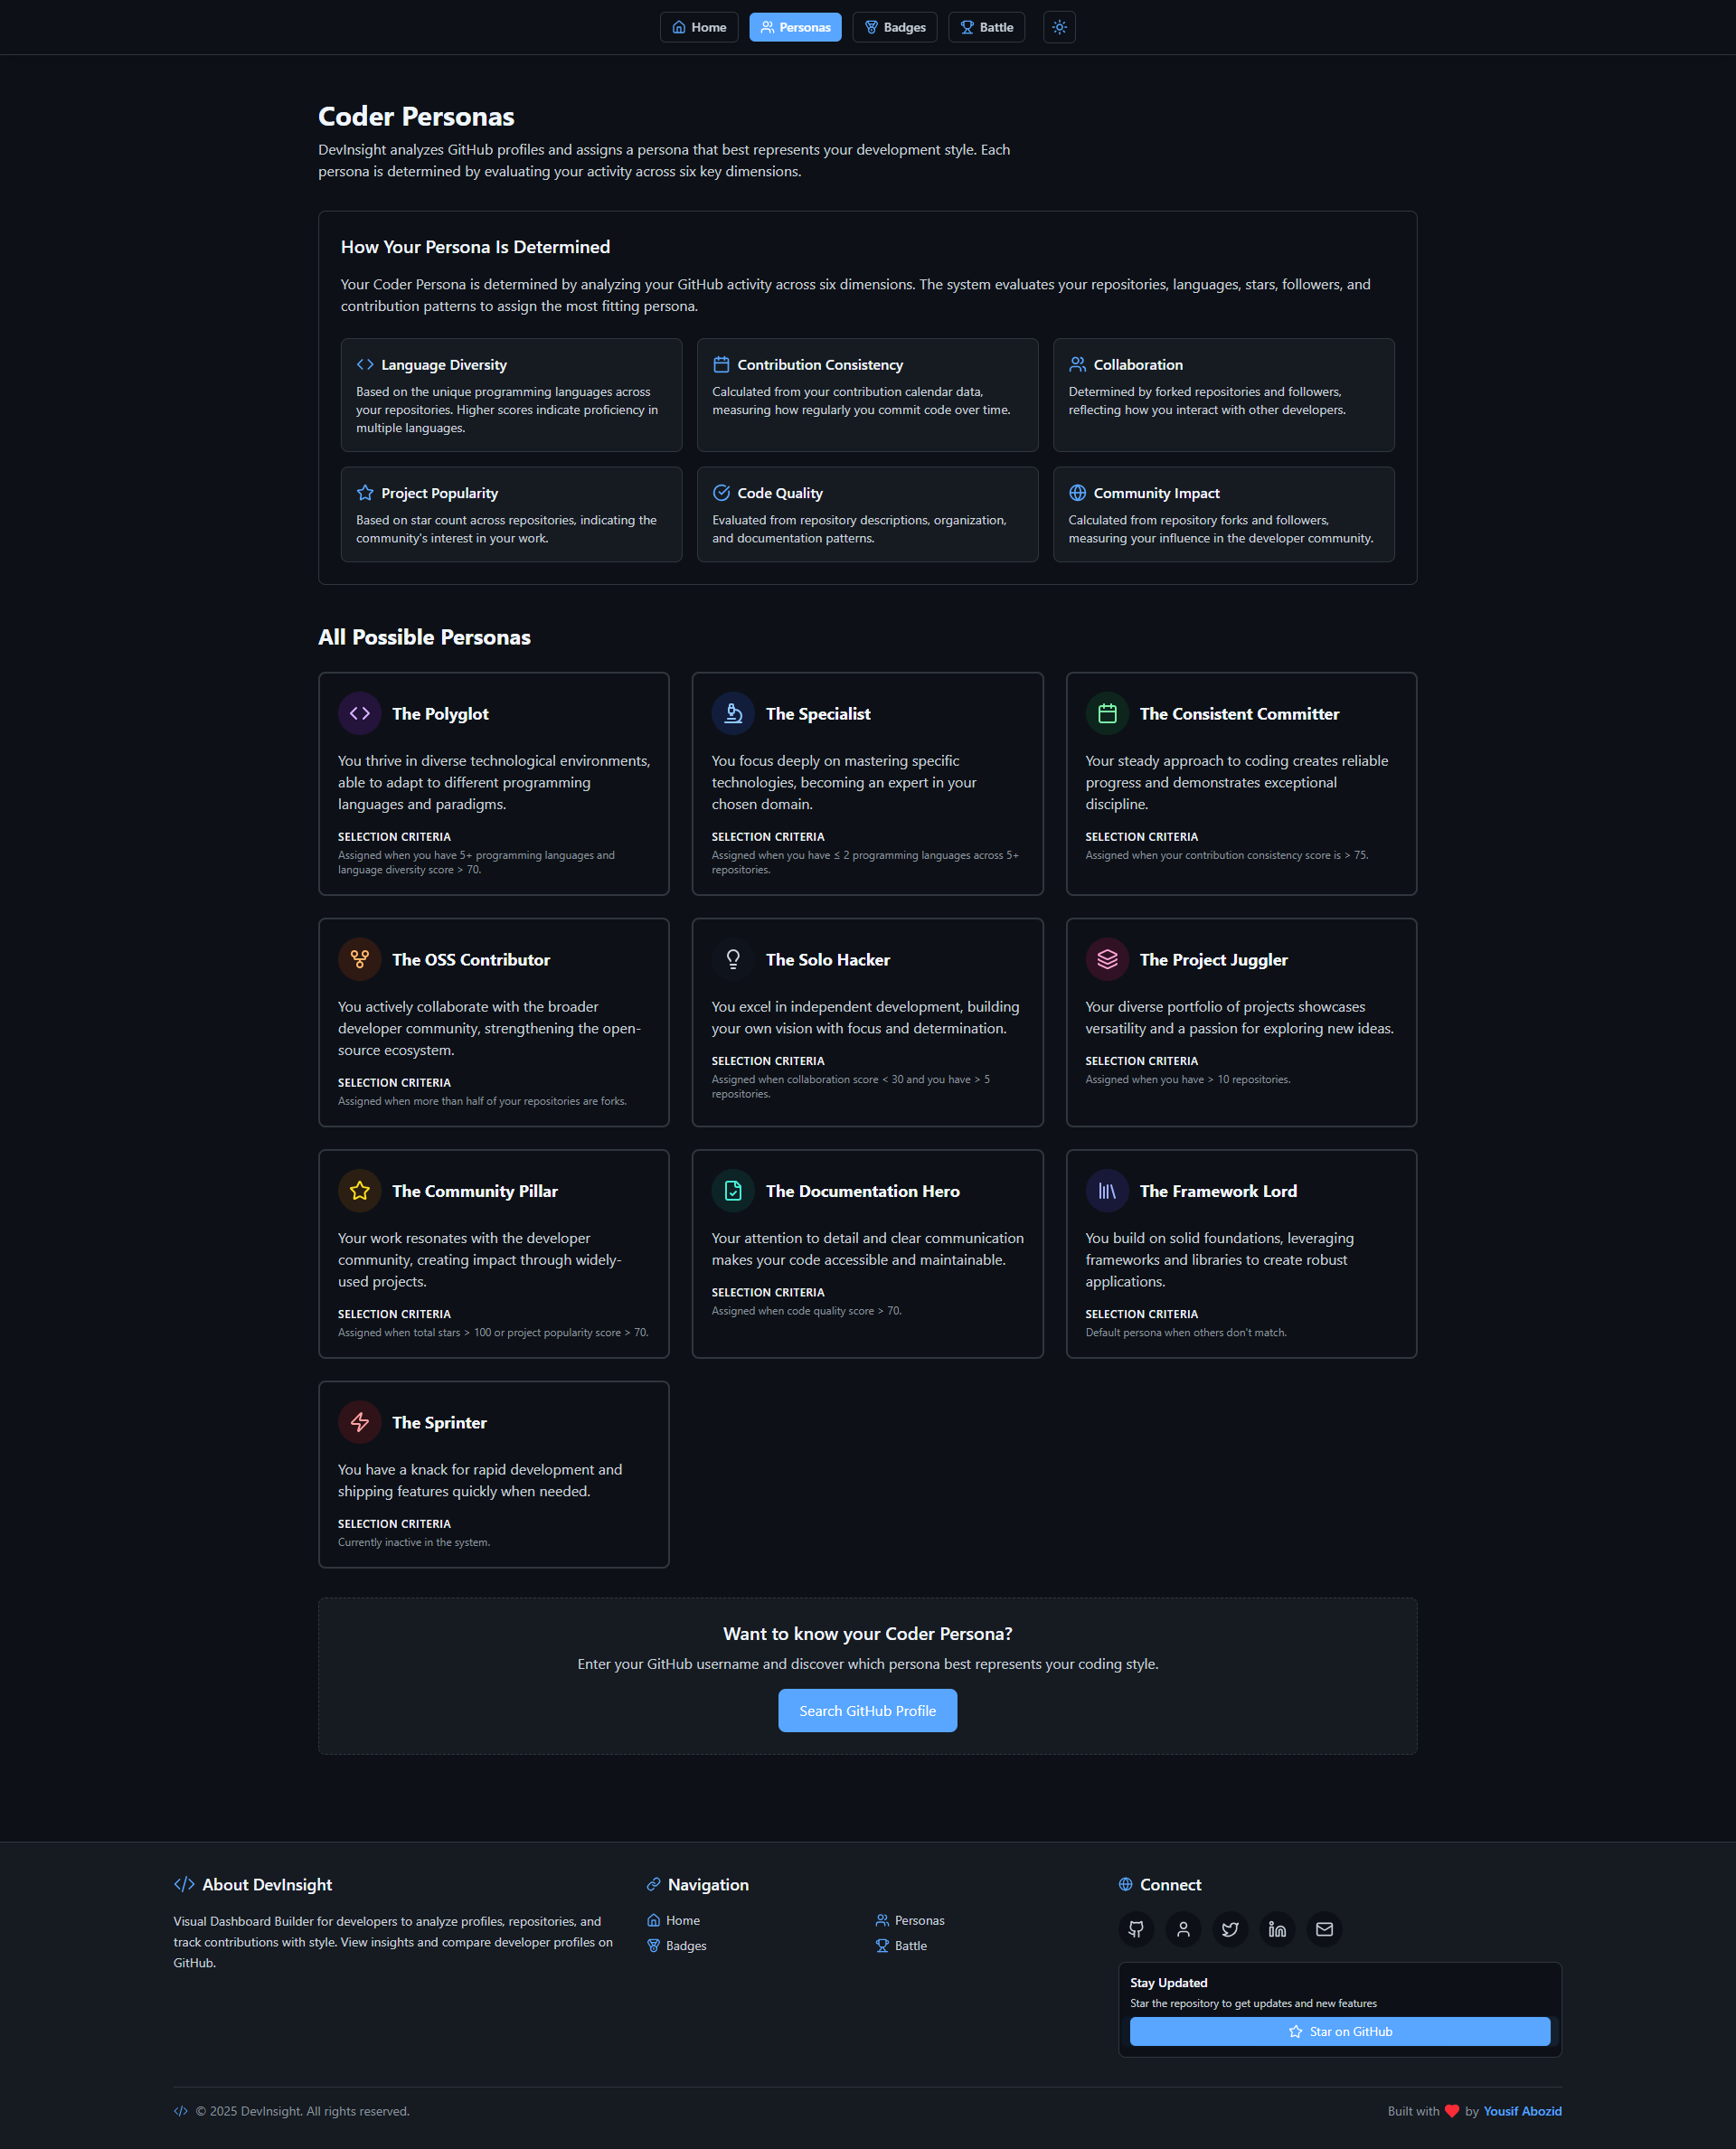 Home
Personas
Badges
Battle
Coder Personas
DevInsight analyzes GitHub profiles and assigns a persona that best represents your development style. Each
persona is determined by evaluating your activity across six key dimensions.
How Your Persona Is Determined
Your Coder Persona is determined by analyzing your GitHub activity across six dimensions. The system evaluates your repositories, languages, stars, followers, and
contribution patterns to assign the most fitting persona.
Language Diversity
Based on the unique programming languages across
your repositories. Higher scores indicate proficiency in
multiple languages.
Contribution Consistency
Calculated from your contribution calendar data,
measuring how regularly you commit code over time.
Collaboration
Determined by forked repositories and followers,
reflecting how you interact with other developers.
Project Popularity
Based on star count across repositories, indicating the
community's interest in your work.
Code Quality
Evaluated from repository descriptions, organization,
and documentation patterns.
Community Impact
Calculated from repository forks and followers,
measuring your influence in the developer community.
All Possible Personas
The Polyglot
You thrive in diverse technological environments,
able to adapt to different programming
languages and paradigms.
SELECTION CRITERIA
Assigned when you have 5+ programming languages and
language diversity score > 70.
The Specialist
You focus deeply on mastering specific
technologies, becoming an expert in your
chosen domain.
SELECTION CRITERIA
Assigned when you have ≤ 2 programming languages across 5+
repositories.
The Consistent Committer
Your steady approach to coding creates reliable
progress and demonstrates exceptional
discipline.
SELECTION CRITERIA
Assigned when your contribution consistency score is > 75.
The OSS Contributor
You actively collaborate with the broader
developer community, strengthening the open-
source ecosystem.
SELECTION CRITERIA
Assigned when more than half of your repositories are forks.
The Solo Hacker
You excel in independent development, building
your own vision with focus and determination.
SELECTION CRITERIA
Assigned when collaboration score < 30 and you have > 5
repositories.
The Project Juggler
Your diverse portfolio of projects showcases
versatility and a passion for exploring new ideas.
SELECTION CRITERIA
Assigned when you have > 10 repositories.
The Community Pillar
Your work resonates with the developer
community, creating impact through widely-
used projects.
SELECTION CRITERIA
Assigned when total stars > 100 or project popularity score > 70.
The Documentation Hero
Your attention to detail and clear communication
makes your code accessible and maintainable.
SELECTION CRITERIA
Assigned when code quality score > 70.
The Framework Lord
You build on solid foundations, leveraging
frameworks and libraries to create robust
applications.
SELECTION CRITERIA
Default persona when others don't match.
The Sprinter
You have a knack for rapid development and
shipping features quickly when needed.
SELECTION CRITERIA
Currently inactive in the system.
Want to know your Coder Persona?
Enter your GitHub username and discover which persona best represents your coding style.
Search GitHub Profile
About DevInsight
Visual Dashboard Builder for developers to analyze profiles, repositories, and
track contributions with style. View insights and compare developer profiles on
GitHub.
Navigation
Home
Personas
Badges
Battle
Connect
Stay Updated
Star the repository to get updates and new features
Star on GitHub
© 2025 DevInsight. All rights reserved.
Built with ❤️ by Yousif Abozid